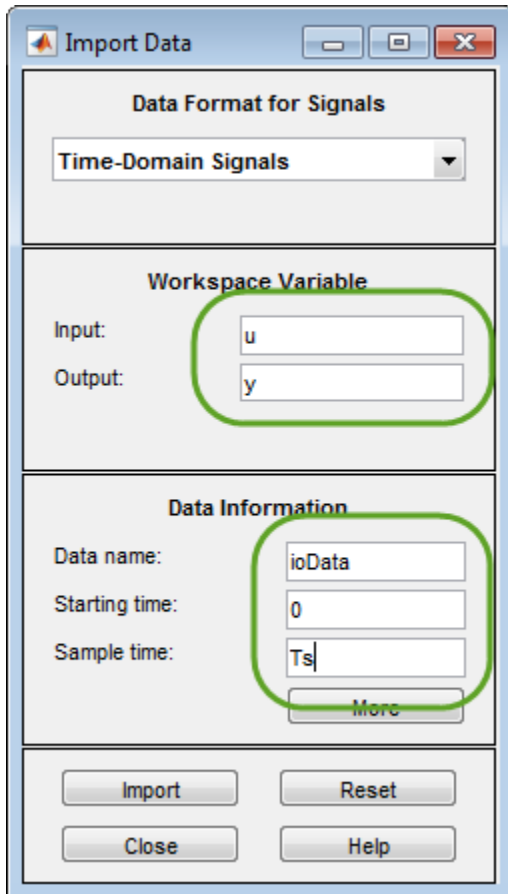 Import Data
Data Format for Signals
Time-Domain Signals
Workspace Variable
Input: u
Output: y
Data Information
Data name: ioData
Starting time: 0
Sample time: Ts
More
Import Reset
Close Help